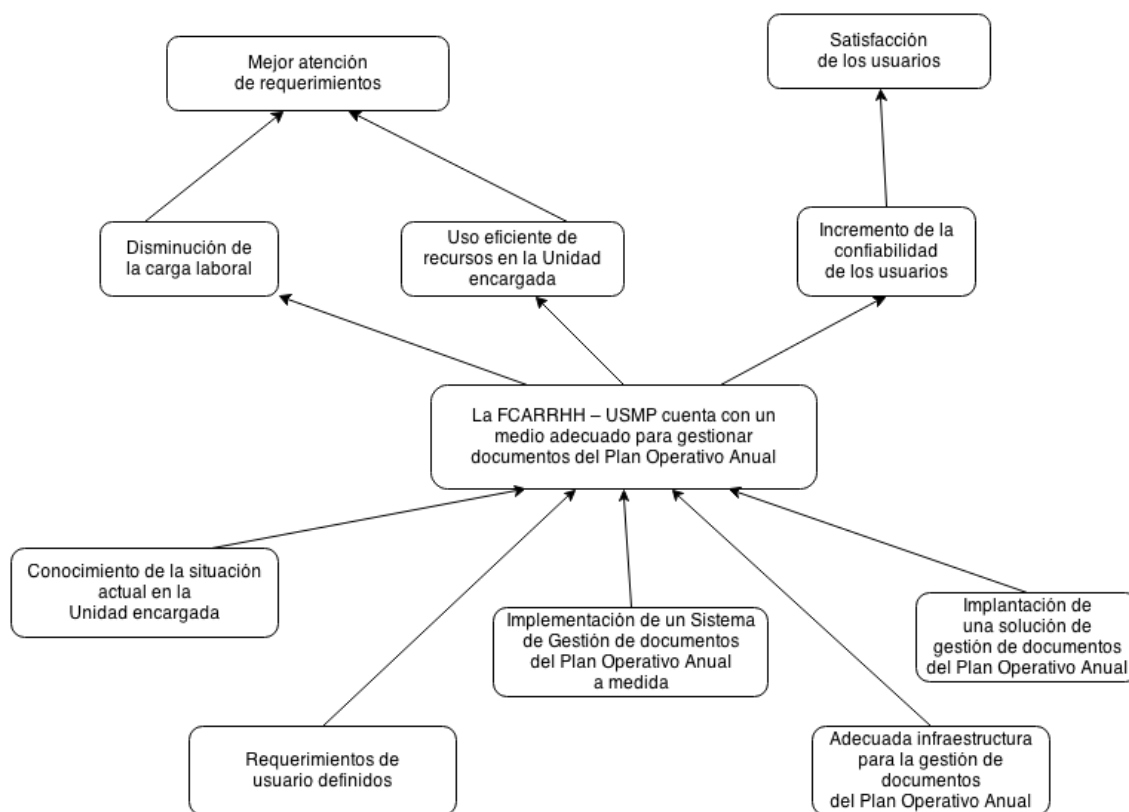 Mejor atención
de requerimientos
Satisfacción
de los usuarios
Disminución de
la carga laboral
Uso eficiente de
recursos en la Unidad
encargada
Incremento de la
confiabilidad
de los usuarios
La FCARRHH – USMP cuenta con un
medio adecuado para gestionar
documentos del Plan Operativo Anual
Conocimiento de la situación
actual en la
Unidad encargada
Implementación de un Sistema
de Gestión de documentos
del Plan Operativo Anual
a medida
Implantación de
una solución de
gestión de documentos
del Plan Operativo Anual
Requerimientos de
usuario definidos
Adecuada infraestructura
para la gestión de
documentos
del Plan Operativo Anual